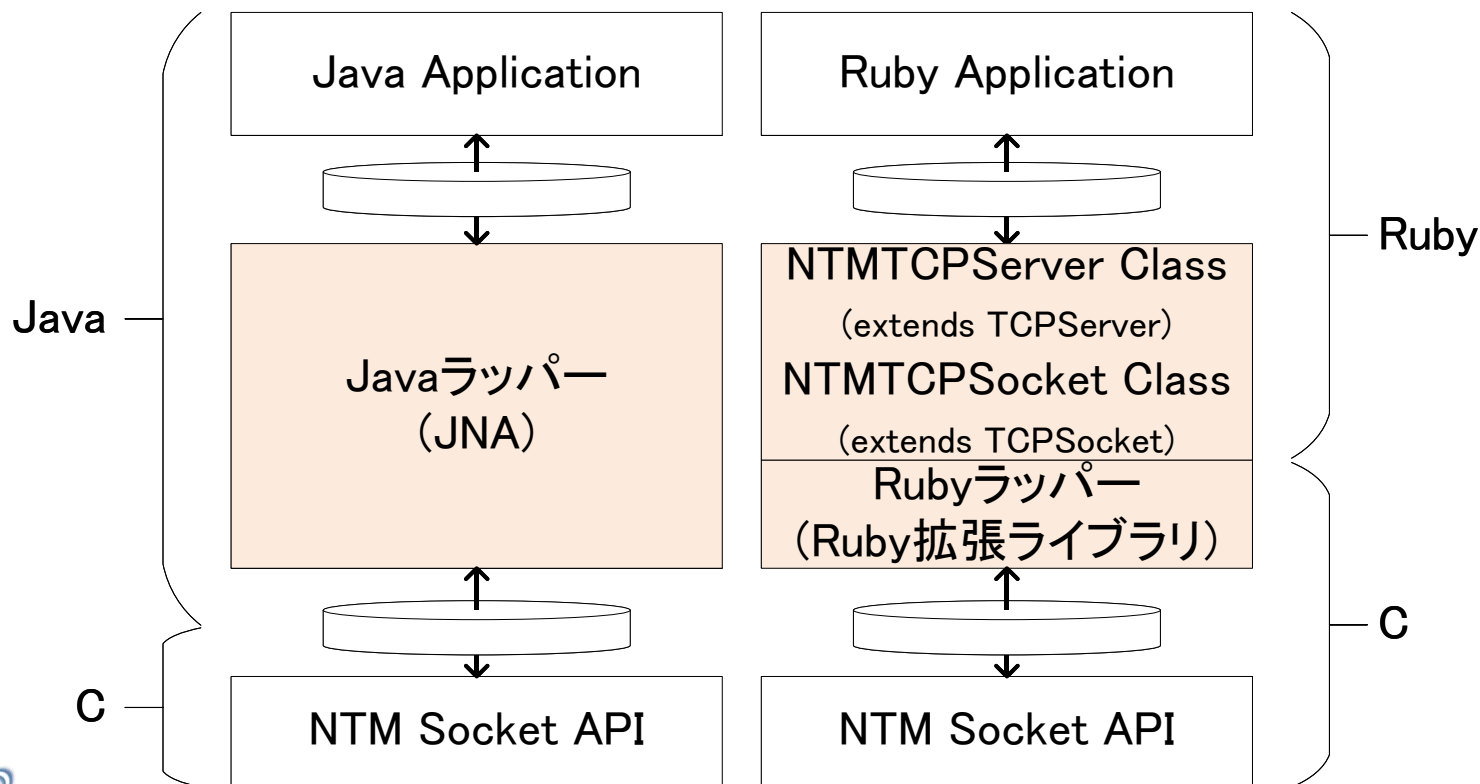 Java Application
Ruby Application
Java
Javaラッパー
(JNA)
NTMTCPServer Class
(extends TCPServer)
NTMTCPSocket Class
(extends TCPSocket)
Rubyラッパー
(Ruby拡張ライブラリ)
Ruby
C
NTM Socket API
NTM Socket API
C